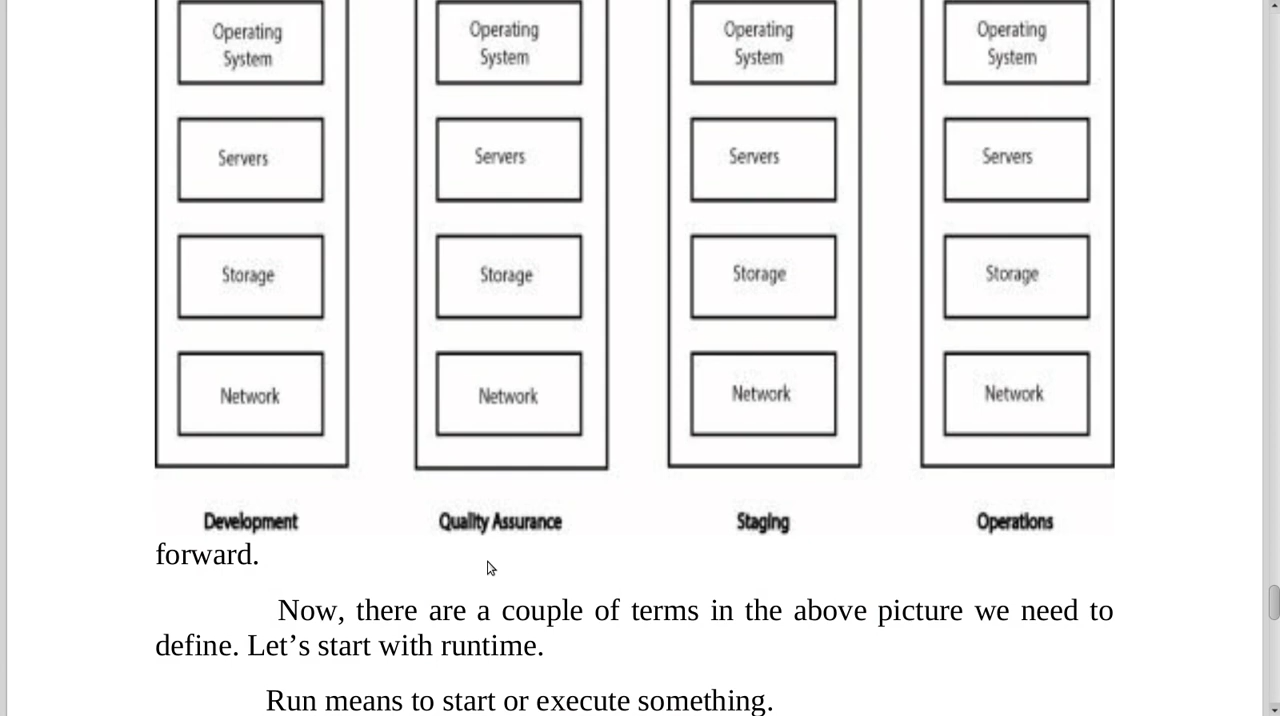 Operating Operating Operating Operating
System System System System
Servers Servers Servers Servers
Storage Storage Storage Storage
Network Network Network Network
Development Quality Assurance Staging Operations
forward.
Now, there are a couple of terms in the above picture we need to
define. Let’s start with runtime.
Run means to start or execute something.